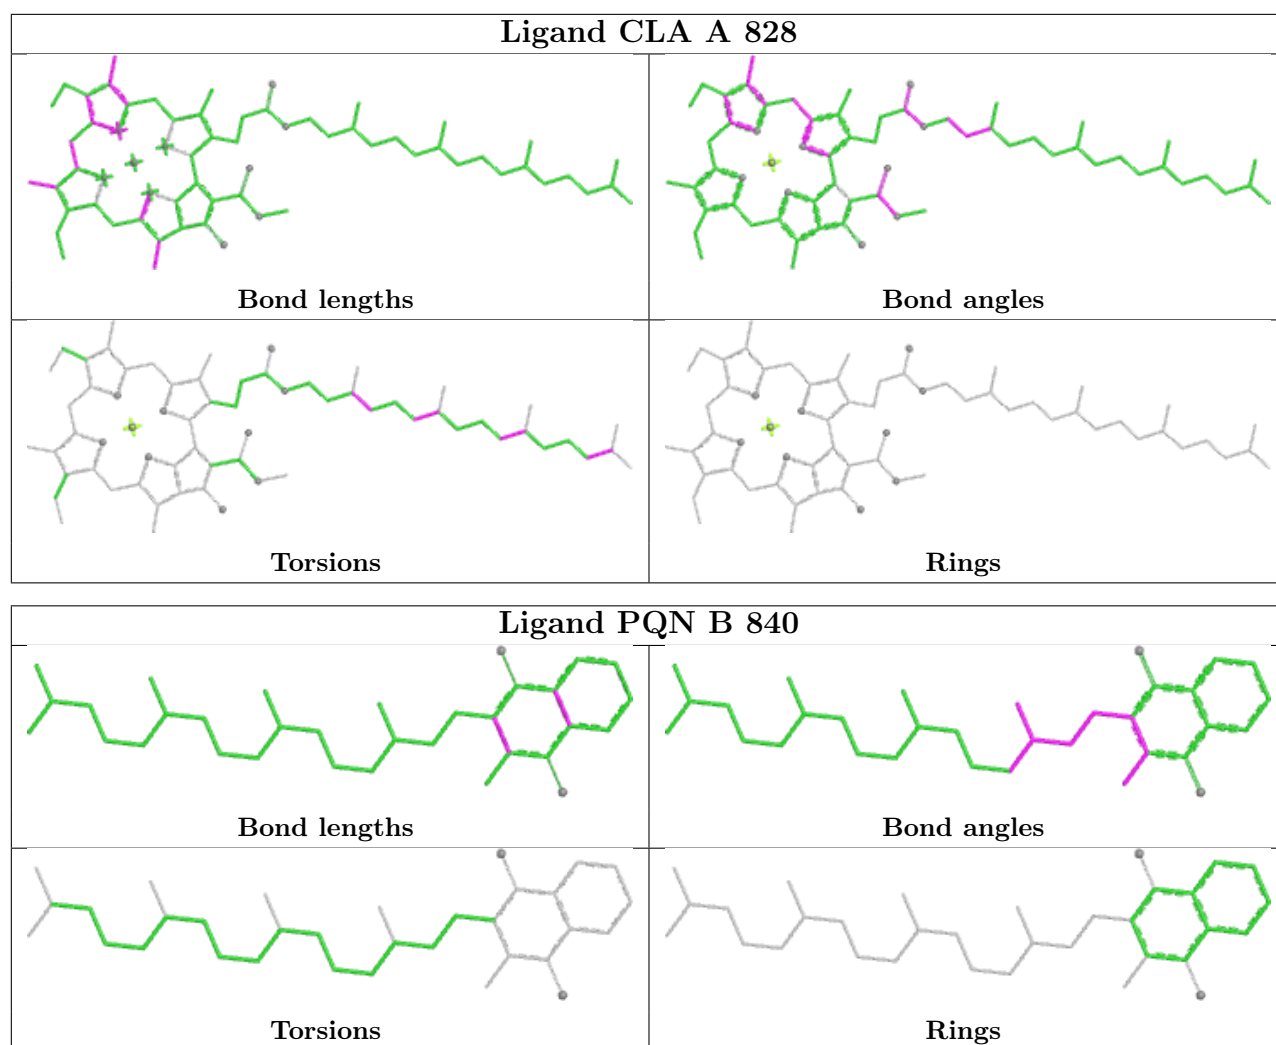 Ligand CLA A 828
Bond lengths
Bond angles
Torsions
Rings
Ligand PQN B 840
Bond lengths
Bond angles
Torsions
Rings